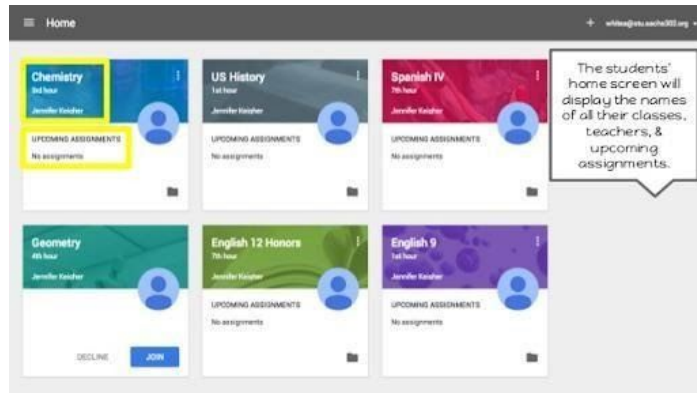 Home
Chemistry
3rd hour
Jennifer Keisher
UPCOMING ASSIGNMENTS
No assignments
US History
1st hour
Jennifer Keisher
UPCOMING ASSIGNMENTS
No assignments
Spanish IV
7th hour
Jennifer Keisher
UPCOMING ASSIGNMENTS
No assignments
The students'
home screen will
display the names
of all their classes,
teachers, &
upcoming
assignments.
Geometry
4th hour
Jennifer Keisher
DECLINE
JOIN
English 12 Honors
7th hour
Jennifer Keisher
UPCOMING ASSIGNMENTS
No assignments
English 9
1st hour
Jennifer Keisher
UPCOMING ASSIGNMENTS
No assignments